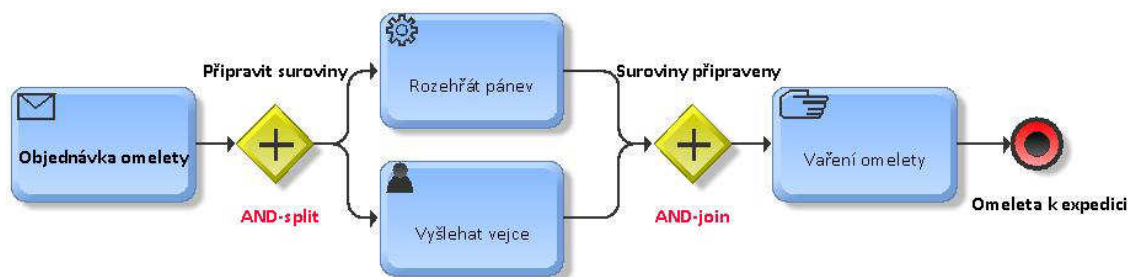 Objednávka omelety
Připravit suroviny
AND-split
Rozehřát pánev
Vyšlehat vejce
Suroviny připraveny
AND-join
Vaření omelety
Omeleta k expedici